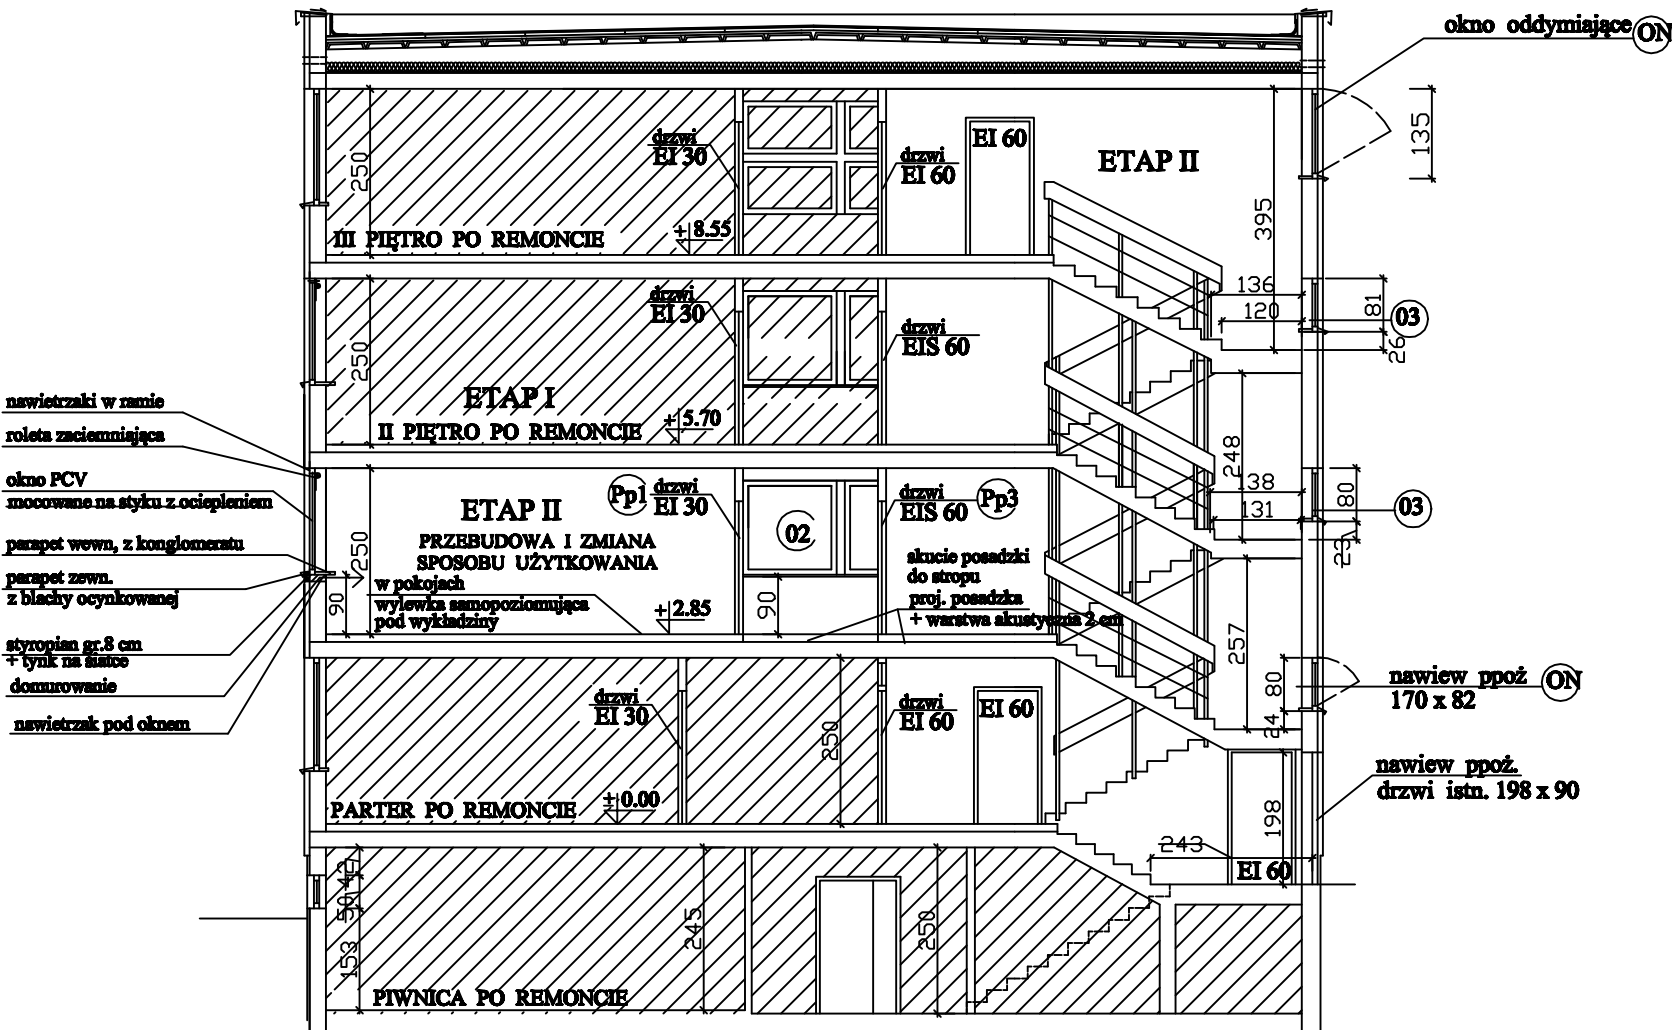 okno oddymiające ON
135
drzwi
EI 30
drzwi
EI 60
EI 60
ETAP II
250
395
III PIĘTRO PO REMONCIE
+ 8.55
drzwi
EI 30
drzwi
EIS 60
136
120
81
26
03
250
ETAP I
II PIĘTRO PO REMONCIE
+ 5.70
248
nawietrzaki w ramie
roleta zaciemniająca
okno PCV
mocowane na styku z ociepleniem
parapet wewn, z konglomeratu
parapet zewn.
z blachy ocynkowanej
styropian gr.8 cm
+ tynk na siatce
domurowanie
nawietrzak pod oknem
Pp1
drzwi
EI 30
drzwi
EIS 60
Pp3
02
138
131
80
23
03
ETAP II
PRZEBUDOWA I ZMIANA
SPOSOBU UŻYTKOWANIA
w pokojach
wylewka samopoziomująca
pod wykładziny
250
90
+ 2.85
90
skucie posadzki
do stropu
proj. posadzka
+ warstwa akustyczna 2 cm
257
80
24
nawiew ppoż ON
170 x 82
drzwi
EI 30
drzwi
EI 60
EI 60
250
PARTER PO REMONCIE
± 0.00
nawiew ppoż.
drzwi istn. 198 x 90
198
243
EI 60
42
50
153
245
250
PIWNICA PO REMONCIE